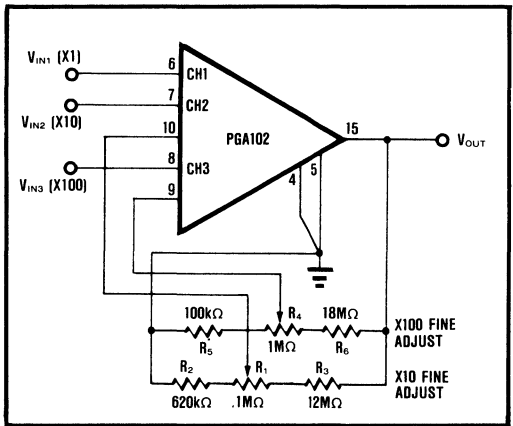 VIN1 (X1)
6
CH1
7
CH2
VIN2 (X10)
10
PGA102
15
VOUT
8
CH3
VIN3 (X100)
9
4
5
100kΩ
R4
18MΩ
X100 FINE
ADJUST
R5
1MΩ
R6
R2
R1
R3
X10 FINE
ADJUST
620kΩ
.1MΩ
12MΩ